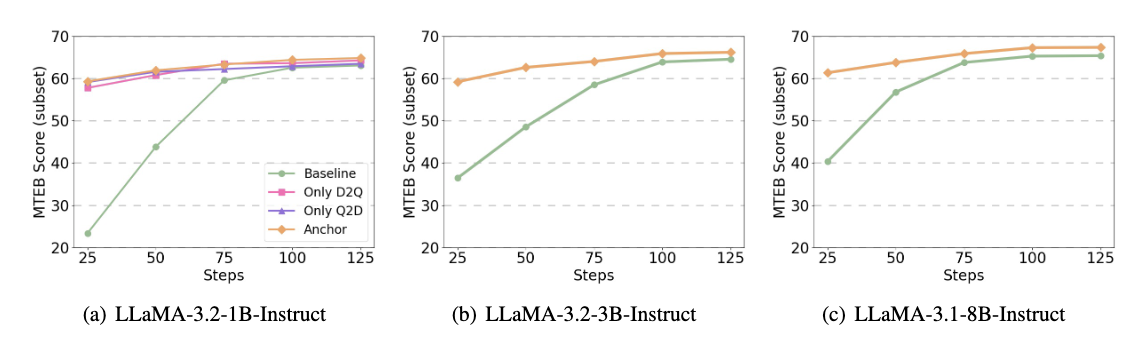 MTEB Score (subset)
70
60
50
40
30
20
25
50
75
100
125
Steps
Baseline
Only D2Q
Only Q2D
Anchor
(a) LLaMA-3.2-1B-Instruct
MTEB Score (subset)
70
60
50
40
30
20
25
50
75
100
125
Steps
(b) LLaMA-3.2-3B-Instruct
MTEB Score (subset)
70
60
50
40
30
20
25
50
75
100
125
Steps
(c) LLaMA-3.1-8B-Instruct